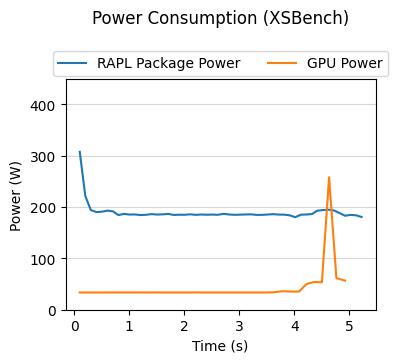 Power Consumption (XSBench)
RAPL Package Power
GPU Power
400
300
200
100
0
Power (W)
0
1
2
3
4
5
Time (s)